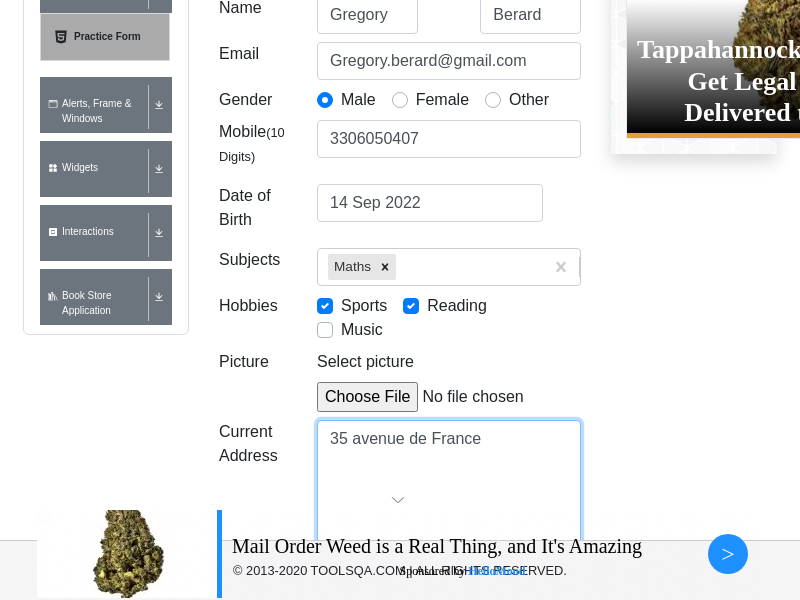 Practice Form
Alerts, Frame &
Windows
Widgets
Interactions
Book Store
Application
Name
Gregory
Berard
Email
Gregory.berard@gmail.com
Gender
Male
Female
Other
Mobile(10
Digits)
3306050407
Date of
Birth
14 Sep 2022
Subjects
Maths
Hobbies
Sports
Reading
Music
Picture
Select picture
Choose File No file chosen
Current
Address
35 avenue de France
Tappahannock
Get Legal
Delivered
Mail Order Weed is a Real Thing, and It's Amazing
© 2013-2020 TOOLSQA.COM | ALL RIGHTS RESERVED.
Sponsored by